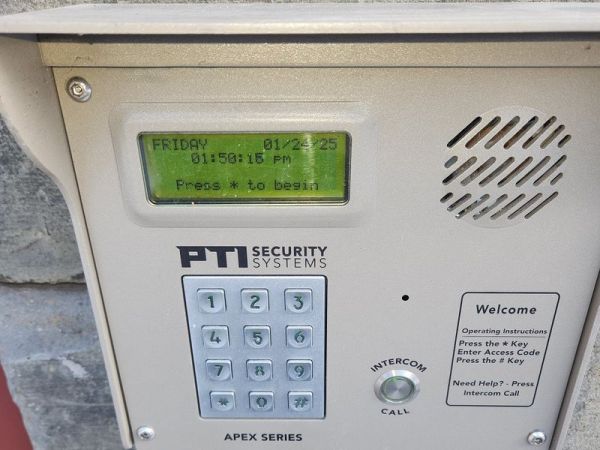 FRIDAY 01/24/25
01:50:16 PM
Press * to begin
PTI SECURITY SYSTEMS
1 2 3
4 5 6
7 8 9
* 0 #
APEX SERIES
INTERCOM
CALL
Welcome
Operating Instructions
Press the * Key
Enter Access Code
Press the # Key
Need Help? - Press
Intercom Call